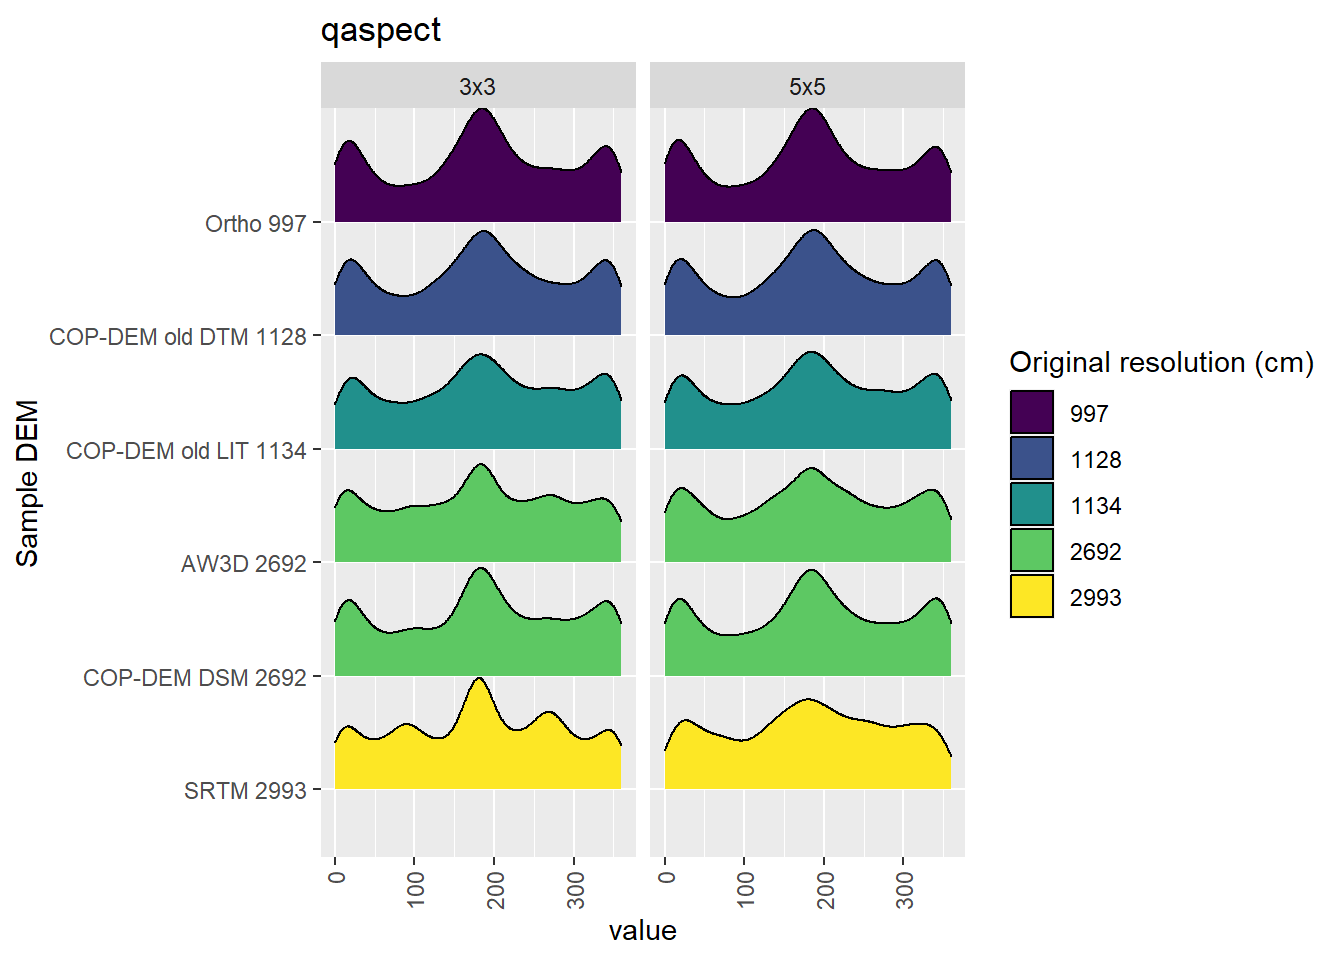 qaspect
3x3
5x5
Sample DEM
Ortho 997
COP-DEM old DTM 1128
COP-DEM old LIT 1134
AW3D 2692
COP-DEM DSM 2692
SRTM 2993
0
100
200
300
0
100
200
300
value
Original resolution (cm)
997
1128
1134
2692
2993